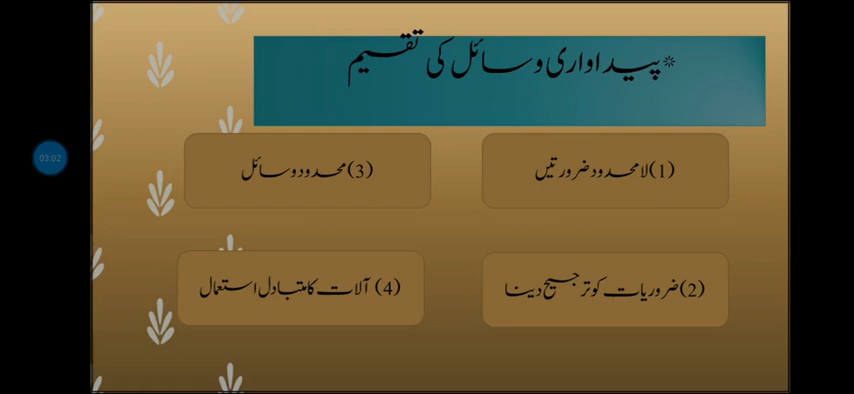 *پیداواری وسائل کی تقسیم
(1)لامحدود ضرورتیں
(2)ضروریات کو ترجیح دینا
(3)محدود وسائل
(4) آلات کا متبادل استعمال
03:02